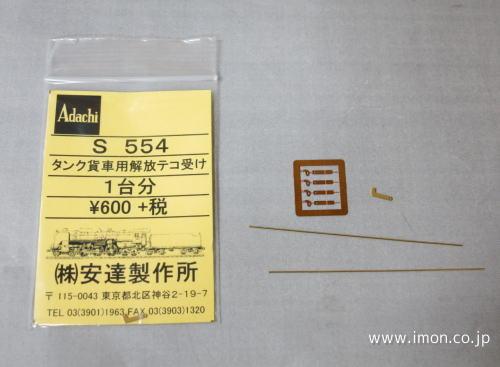 Adachi
S 554
タンク貨車用解放テコ受け
1台分
¥600 +税
㈱安達製作所
〒 115-0043 東京都北区神谷2-19-7
TEL 03(3901)1963 FAX 03(3903)1320
www.imon.co.jp